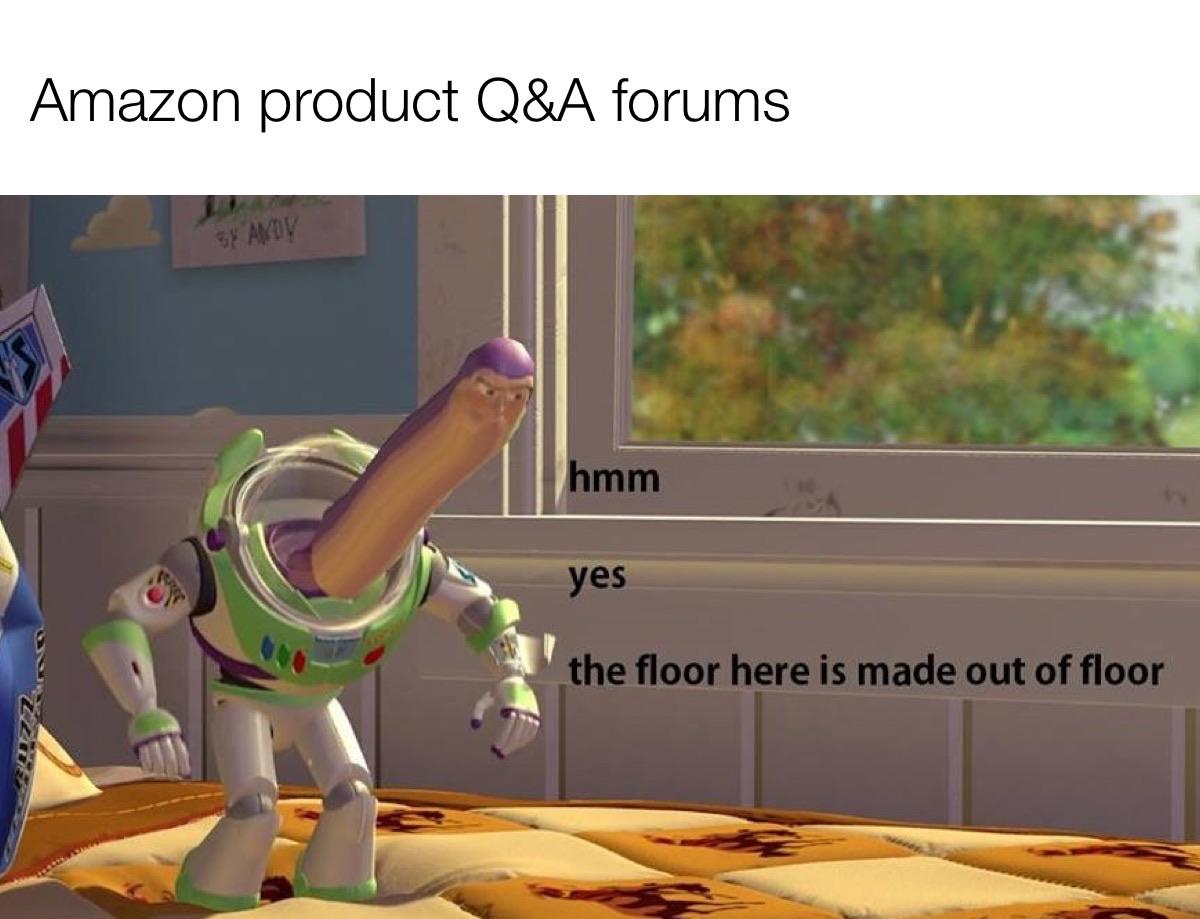 Amazon product Q&A forums
BY ANDY
hmm
yes
the floor here is made out of floor